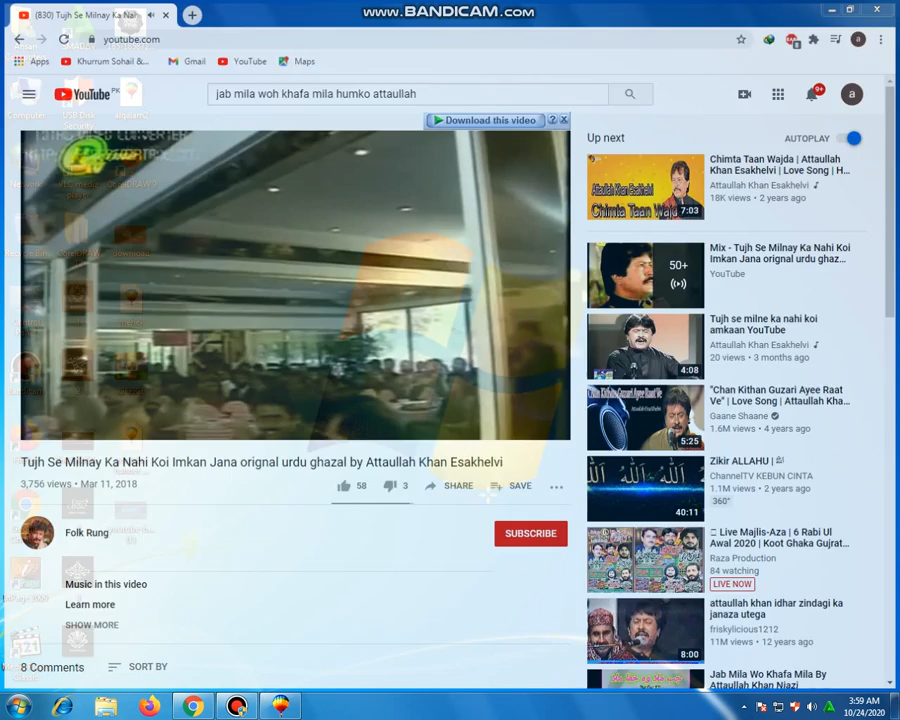 www.BANDICAM.com
(830) Tujh Se Milnay Ka Na
youtube.com
Apps
Khurrum Sohail &...
Gmail
YouTube
Maps
YouTube PK
jab mila woh khafa mila humko attaullah
9+
a
Download this video
Tujh Se Milnay Ka Nahi Koi Imkan Jana orignal urdu ghazal by Attaullah Khan Esakhelvi
3,756 views • Mar 11, 2018
58
3
SHARE
SAVE
Folk Rung
SUBSCRIBE
Music in this video
Learn more
SHOW MORE
8 Comments
SORT BY
Up next
AUTOPLAY
Attaullah Khan Esakhelvi
Chimta Taan Wajda
7:03
Chimta Taan Wajda | Attaullah
Khan Esakhelvi | Love Song | H...
Attaullah Khan Esakhelvi
18K views • 2 years ago
50+
Mix - Tujh Se Milnay Ka Nahi Koi
Imkan Jana orignal urdu ghaz...
YouTube
4:08
Tujh se milne ka nahi koi
amkaan YouTube
Attaullah Khan Esakhelvi
20 views • 3 months ago
5:25
"Chan Kithan Guzari Ayee Raat
Ve" | Love Song | Attaullah Kha...
Gaane Shaane
1.6M views • 4 years ago
40:11
Zikir ALLAHU |
ChannelTV KEBUN CINTA
1.1M views • 2 years ago
360°
Live Majlis-Aza | 6 Rabi Ul
Awal 2020 | Koot Ghaka Gujrat...
Raza Production
84 watching
LIVE NOW
8:00
attaullah khan idhar zindagi ka
janaza utega
friskylicious1212
11M views • 12 years ago
Jab Mila Wo Khafa Mila By
Attaullah Khan Niazi
3:59 AM
10/24/2020